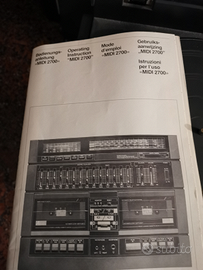 Bedienungs-
anleitung
»MIDI 2700«
Operating
Instruction
"MIDI 2700"
Mode
d'emploi
«MIDI 2700»
Gebruiks-
aanwijzing
„MIDI 2700"
Istruzioni
per l'uso
«MIDI 2700»